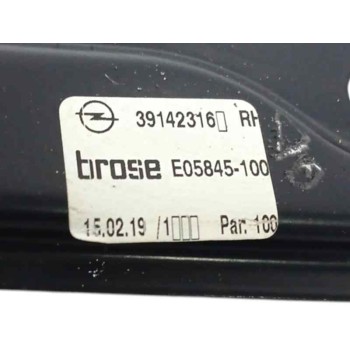 39142316▯ RH
brose E05845-100
15.02.19 /1▯▯▯ Par. 100